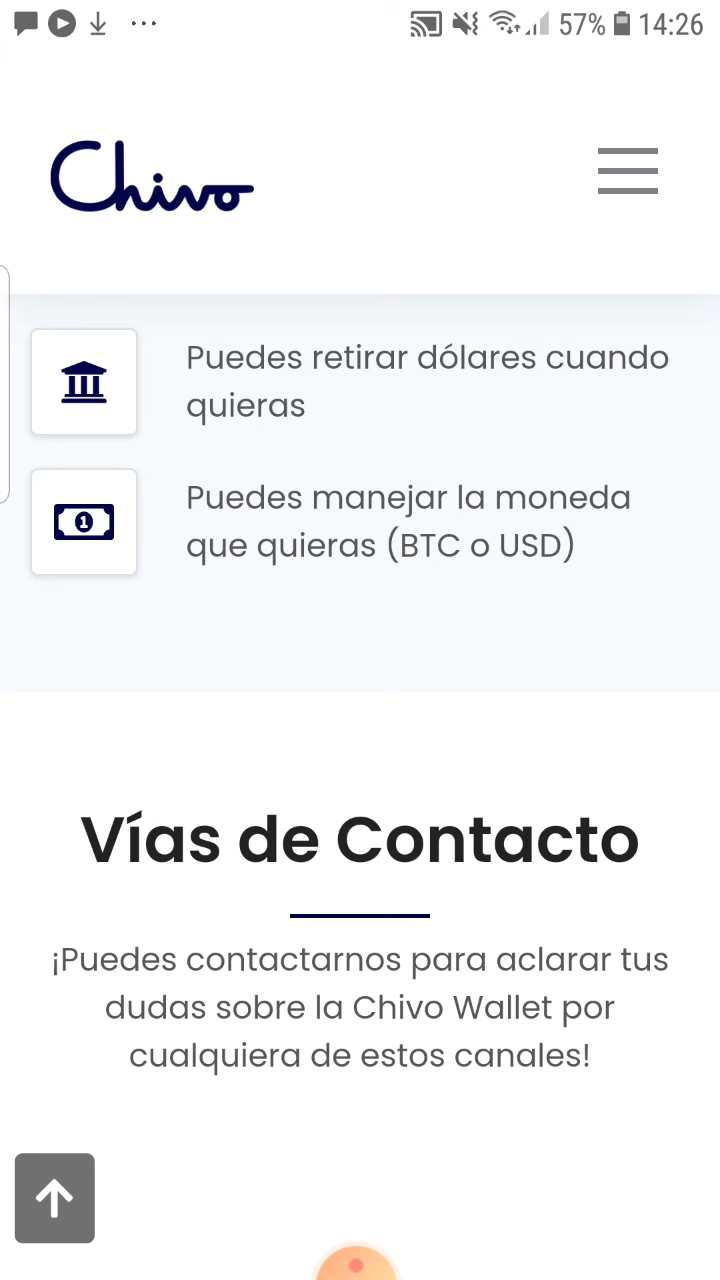 57% 14:26
Chivo
Puedes retirar dólares cuando
quieras
1
Puedes manejar la moneda
que quieras (BTC o USD)
Vías de Contacto
¡Puedes contactarnos para aclarar tus
dudas sobre la Chivo Wallet por
cualquiera de estos canales!